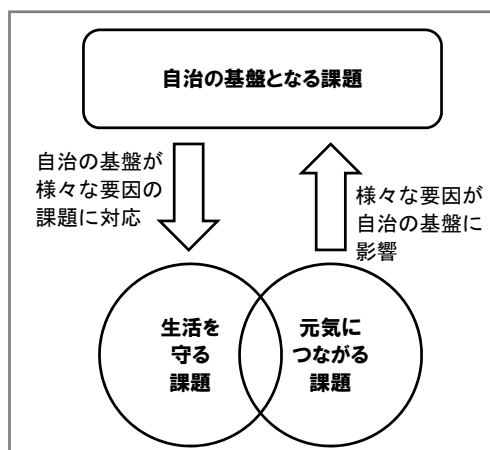 自治の基盤となる課題
自治の基盤が
様々な要因の
課題に対応
様々な要因が
自治の基盤に
影響
生活を
守る
課題
元気に
つながる
課題